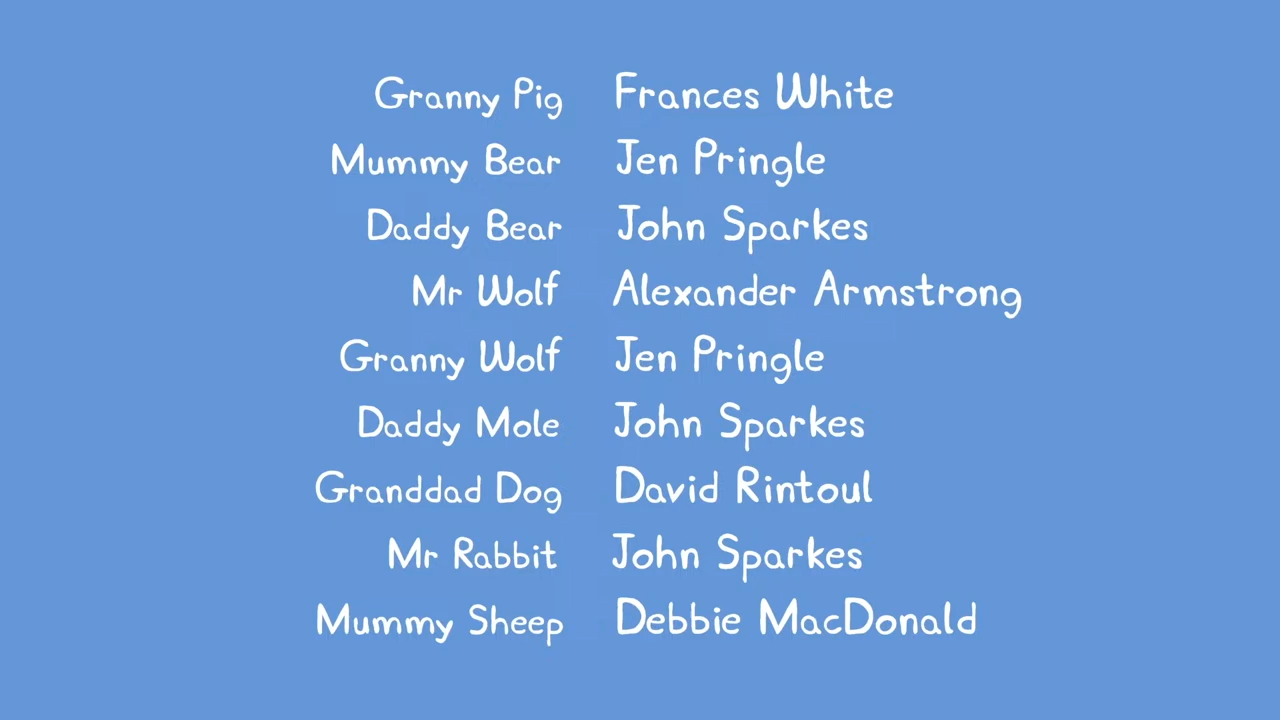 Granny Pig Frances White
Mummy Bear Jen Pringle
Daddy Bear John Sparkes
Mr Wolf Alexander Armstrong
Granny Wolf Jen Pringle
Daddy Mole John Sparkes
Granddad Dog David Rintoul
Mr Rabbit John Sparkes
Mummy Sheep Debbie MacDonald